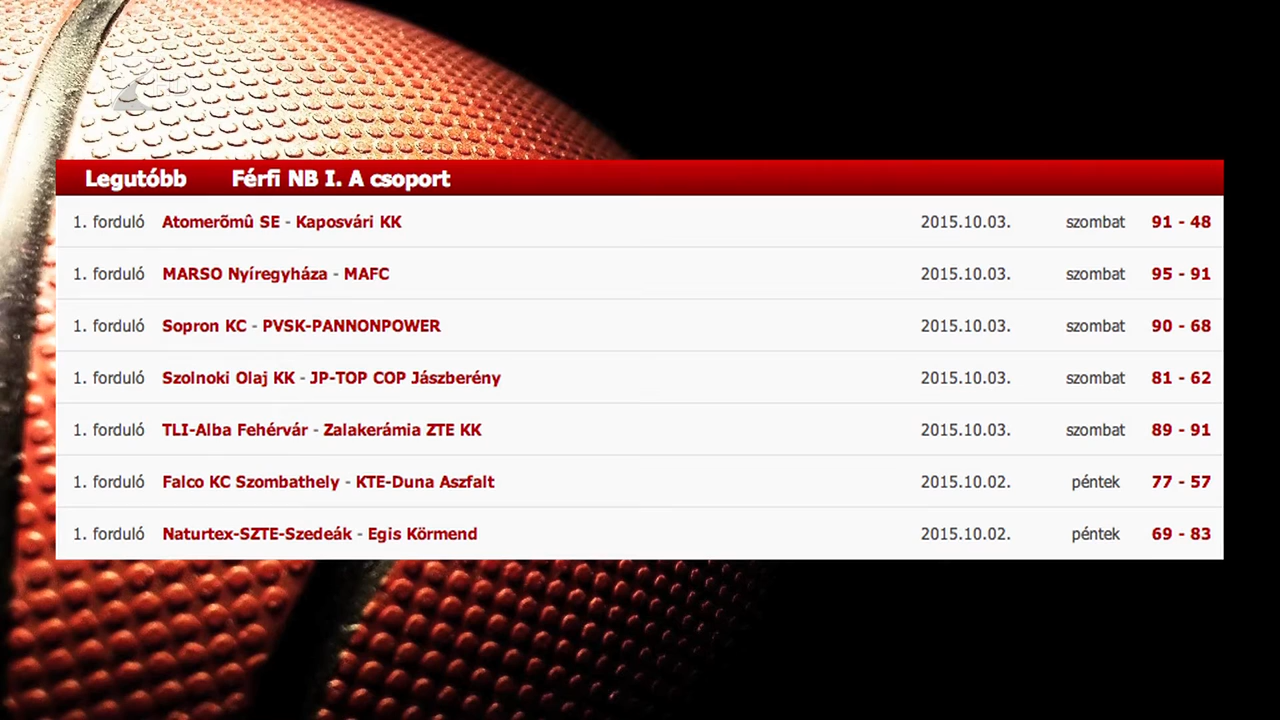 Legutóbb Férfi NB I. A csoport
1. forduló Atomerõmû SE - Kaposvári KK 2015.10.03. szombat 91 - 48
1. forduló MARSO Nyíregyháza - MAFC 2015.10.03. szombat 95 - 91
1. forduló Sopron KC - PVSK-PANNONPOWER 2015.10.03. szombat 90 - 68
1. forduló Szolnoki Olaj KK - JP-TOP COP Jászberény 2015.10.03. szombat 81 - 62
1. forduló TLI-Alba Fehérvár - Zalakerámia ZTE KK 2015.10.03. szombat 89 - 91
1. forduló Falco KC Szombathely - KTE-Duna Aszfalt 2015.10.02. péntek 77 - 57
1. forduló Naturtex-SZTE-Szedeák - Egis Körmend 2015.10.02. péntek 69 - 83